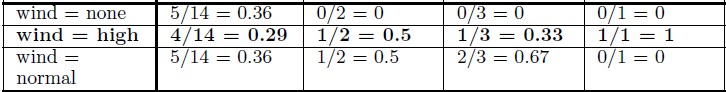 wind = none 5/14 = 0.36 0/2 = 0 0/3 = 0 0/1 = 0
wind = high 4/14 = 0.29 1/2 = 0.5 1/3 = 0.33 1/1 = 1
wind = 5/14 = 0.36 1/2 = 0.5 2/3 = 0.67 0/1 = 0
normal